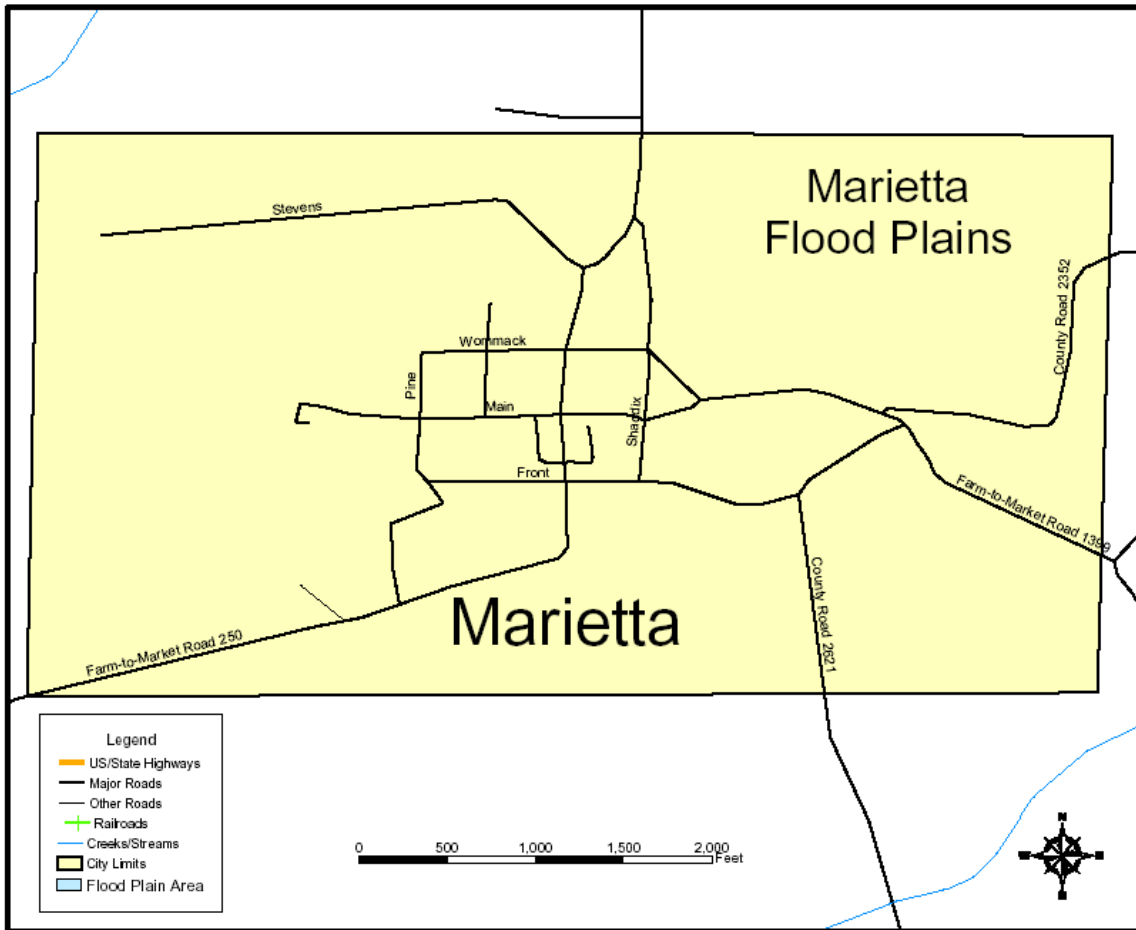 Marietta
Flood Plains
Stevens
County Road 2352
Wommack
Pine
Main
Shaddix
Front
Farm-to-Market Road 1399
County Road 2621
Marietta
Farm-to-Market Road 250
Legend
US/State Highways
Major Roads
Other Roads
Railroads
Creeks/Streams
City Limits
Flood Plain Area
0 500 1,000 1,500 2,000
Feet
N